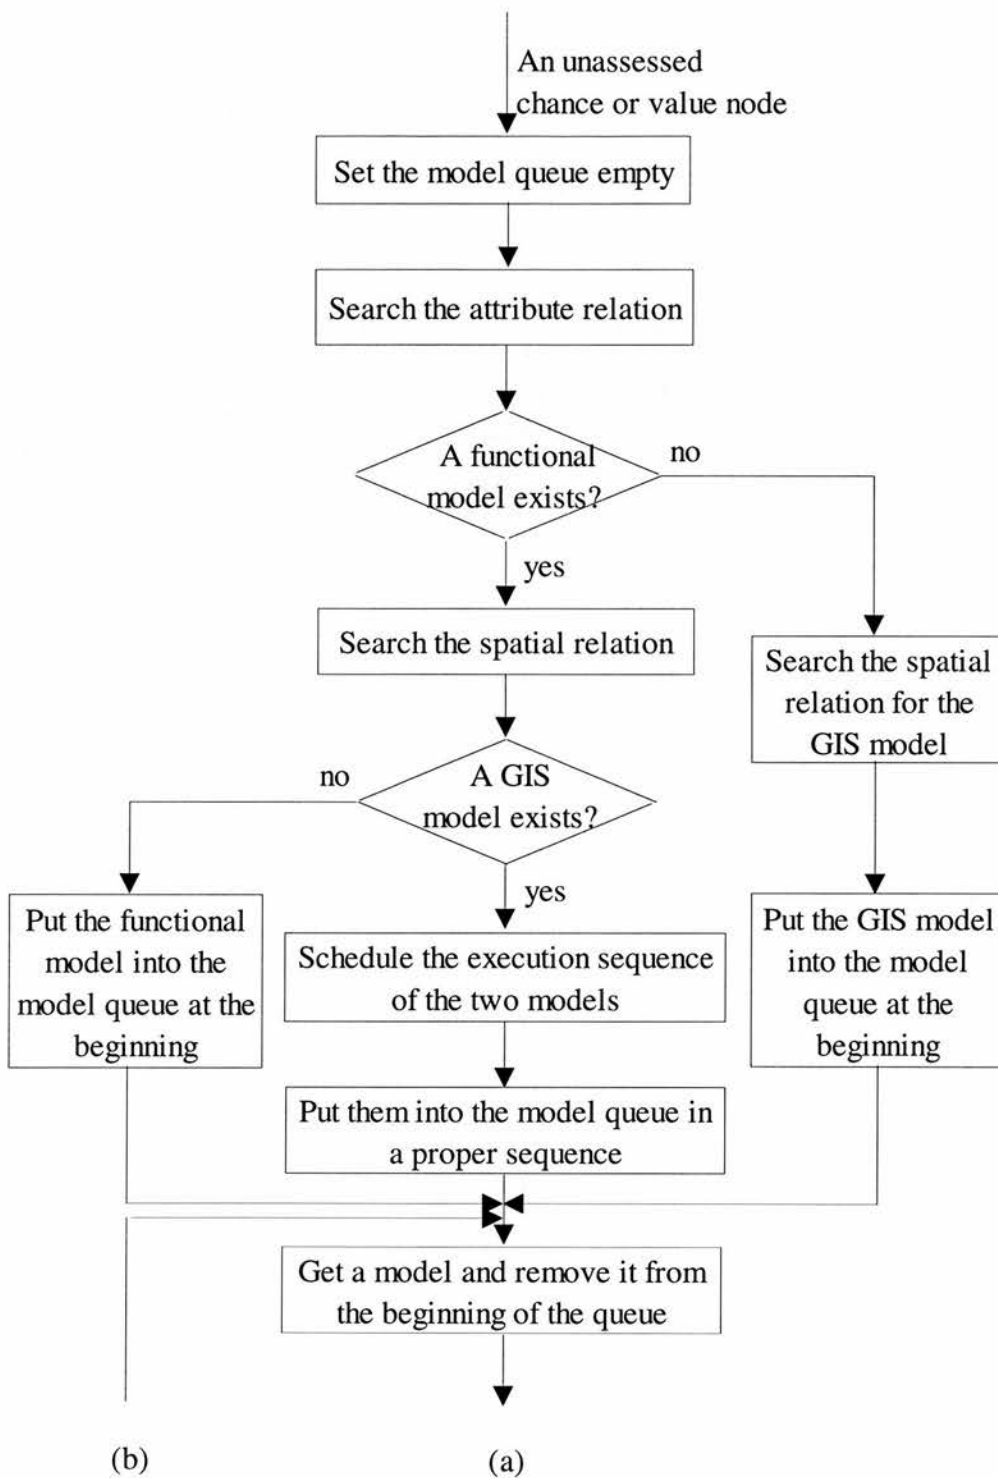 An unassessed
chance or value node
Set the model queue empty
Search the attribute relation
A functional
model exists?
no
yes
Search the spatial relation
Search the spatial
relation for the
GIS model
no
A GIS
model exists?
yes
Put the functional
model into the
model queue at the
beginning
Schedule the execution sequence
of the two models
Put the GIS model
into the model
queue at the
beginning
Put them into the model queue in
a proper sequence
Get a model and remove it from
the beginning of the queue
(b)
(a)